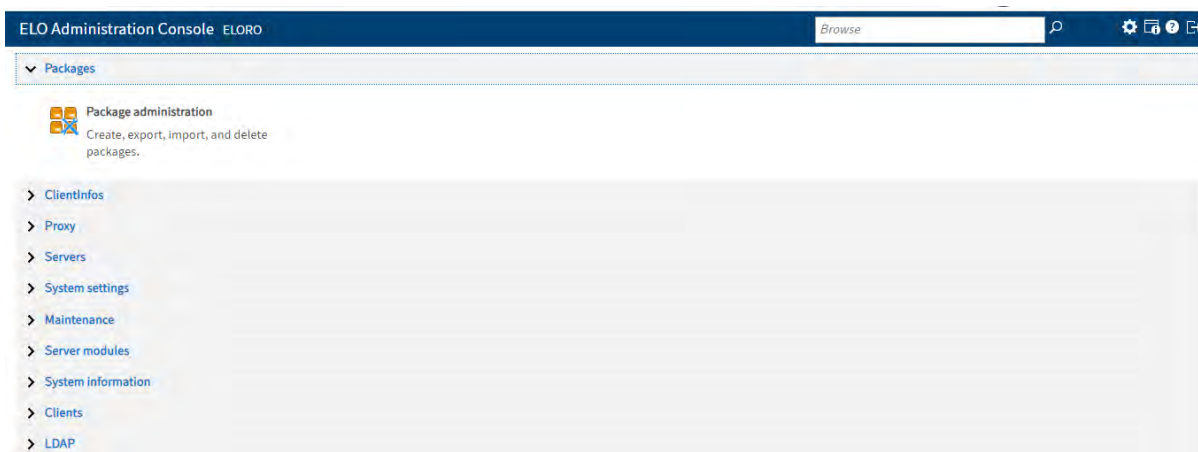 ELO Administration Console ELORO
Browse
Packages
Package administration
Create, export, import, and delete
packages.
ClientInfos
Proxy
Servers
System settings
Maintenance
Server modules
System information
Clients
LDAP